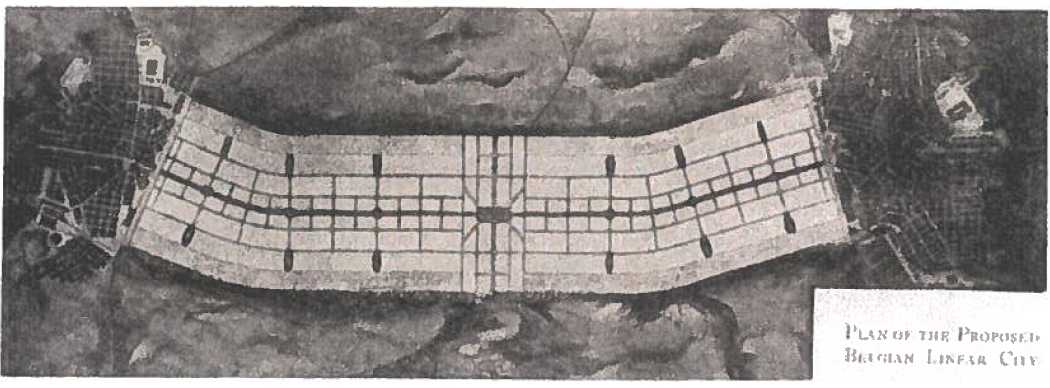 PLAN OF THE PROPOSED
BELGIAN LINEAR CITY